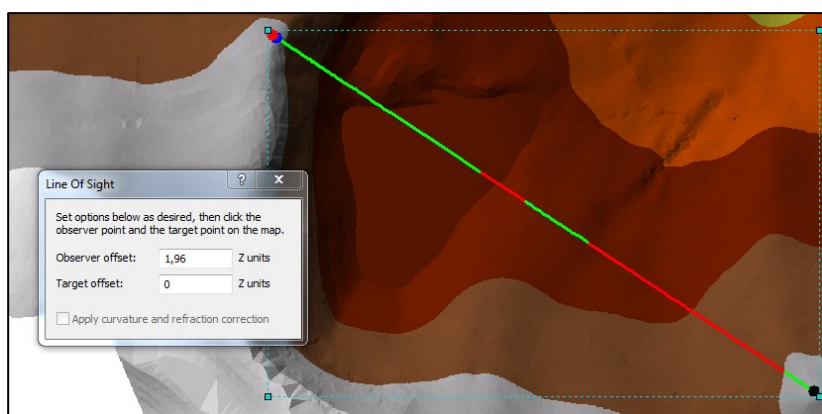 Line Of Sight
? X
Set options below as desired, then click the
observer point and the target point on the map.
Observer offset: 1,96 Z units
Target offset: 0 Z units
Apply curvature and refraction correction